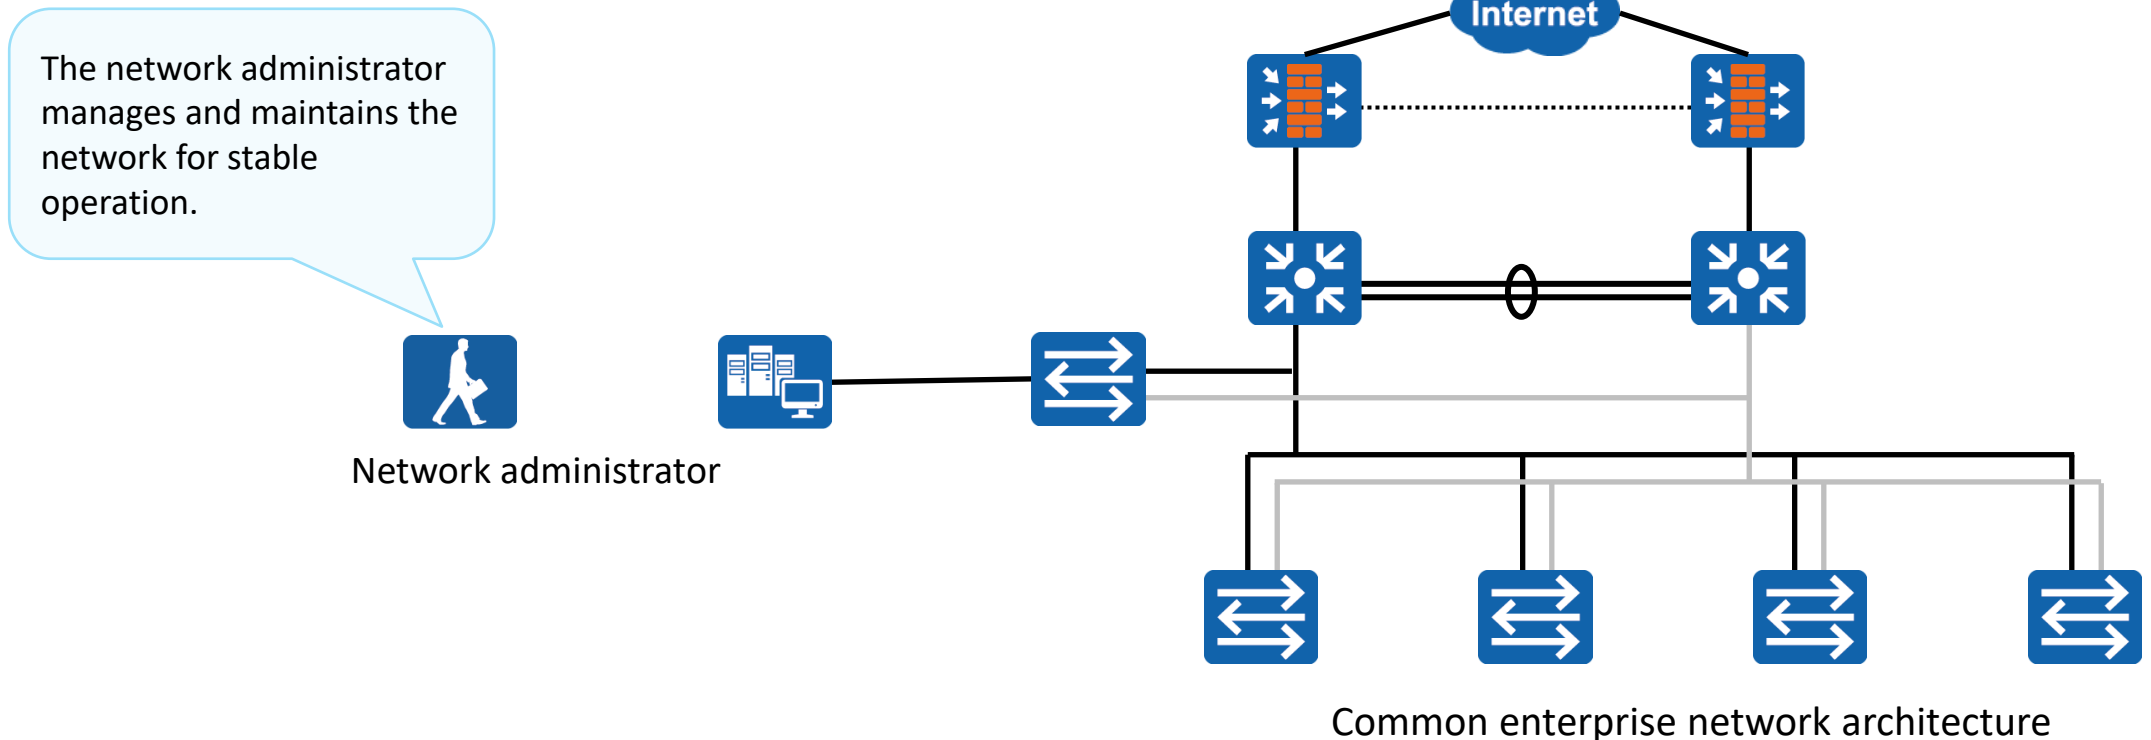 Internet
The network administrator
manages and maintains the
network for stable
operation.
Network administrator
Common enterprise network architecture